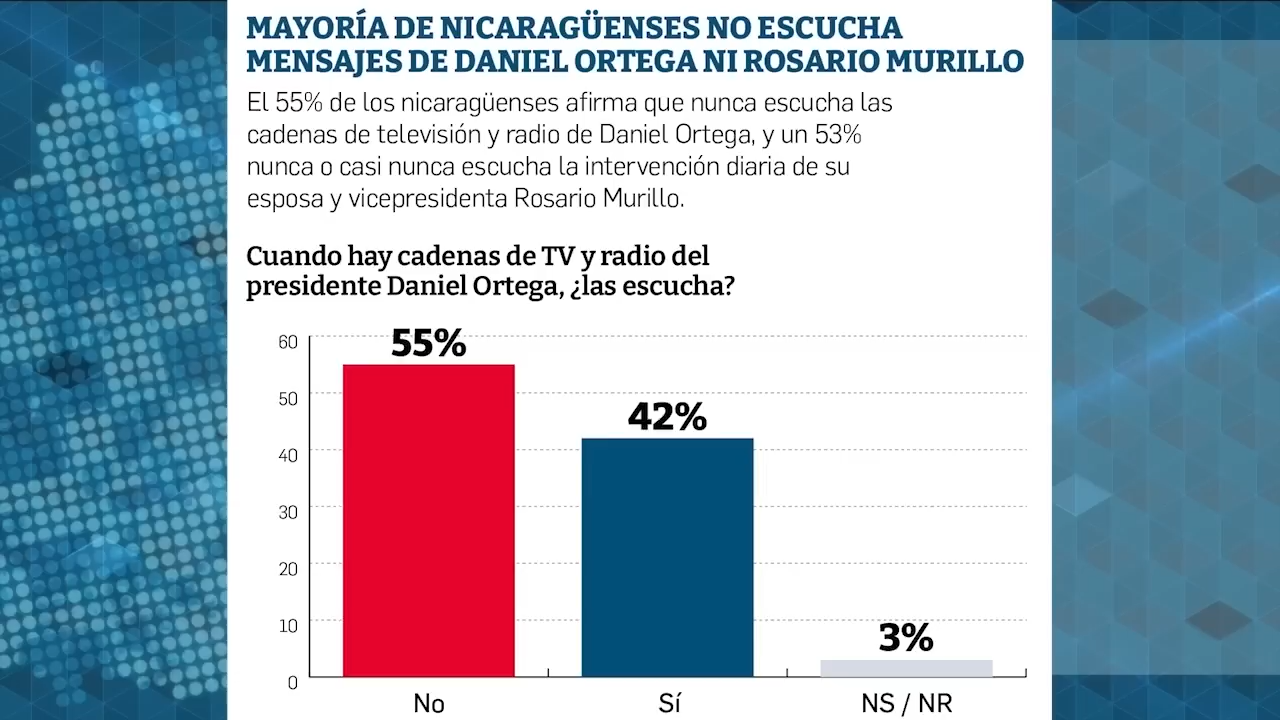 MAYORÍA DE NICARAGÜENSES NO ESCUCHA
MENSAJES DE DANIEL ORTEGA NI ROSARIO MURILLO
El 55% de los nicaragüenses afirma que nunca escucha las
cadenas de televisión y radio de Daniel Ortega, y un 53%
nunca o casi nunca escucha la intervención diaria de su
esposa y vicepresidenta Rosario Murillo.
Cuando hay cadenas de TV y radio del
presidente Daniel Ortega, ¿las escucha?
60
50
40
30
20
10
0
55%
42%
3%
No
Sí
NS / NR